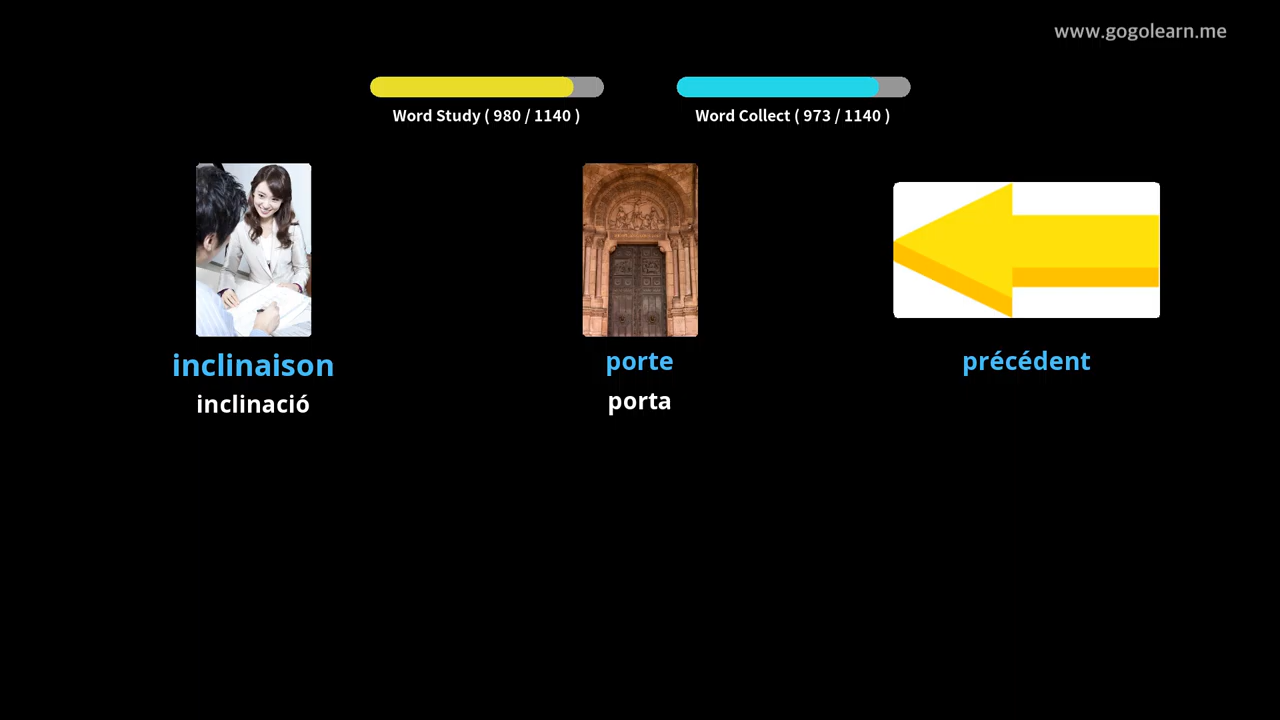 www.gogolearn.me
Word Study ( 980 / 1140 )
Word Collect ( 973 / 1140 )
inclinaison
inclinació
porte
porta
précédent